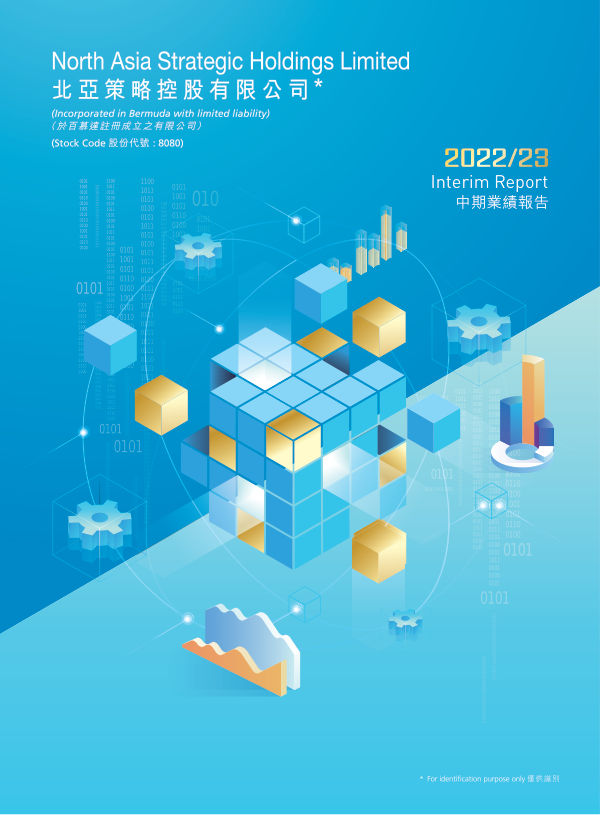 North Asia Strategic Holdings Limited
北亞策略控股有限公司*
(Incorporated in Bermuda with limited liability)
(於百慕達註冊成立之有限公司)
(Stock Code 股份代號 : 8080)
2022/23
Interim Report
中期業績報告
010
0101
0101
0101
0101
0101
0101
* For identification purpose only 僅供識別